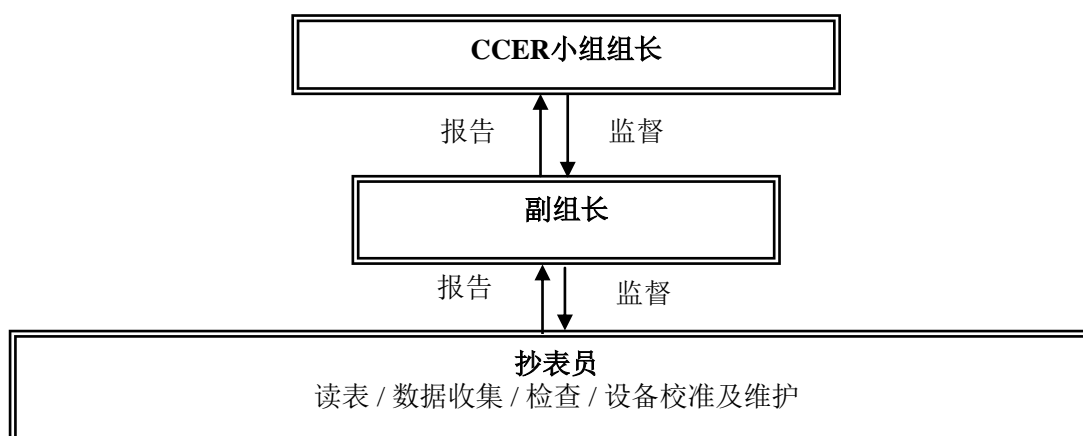 CCER小组组长
报告 监督
副组长
报告 监督
抄表员
读表 / 数据收集 / 检查 / 设备校准及维护